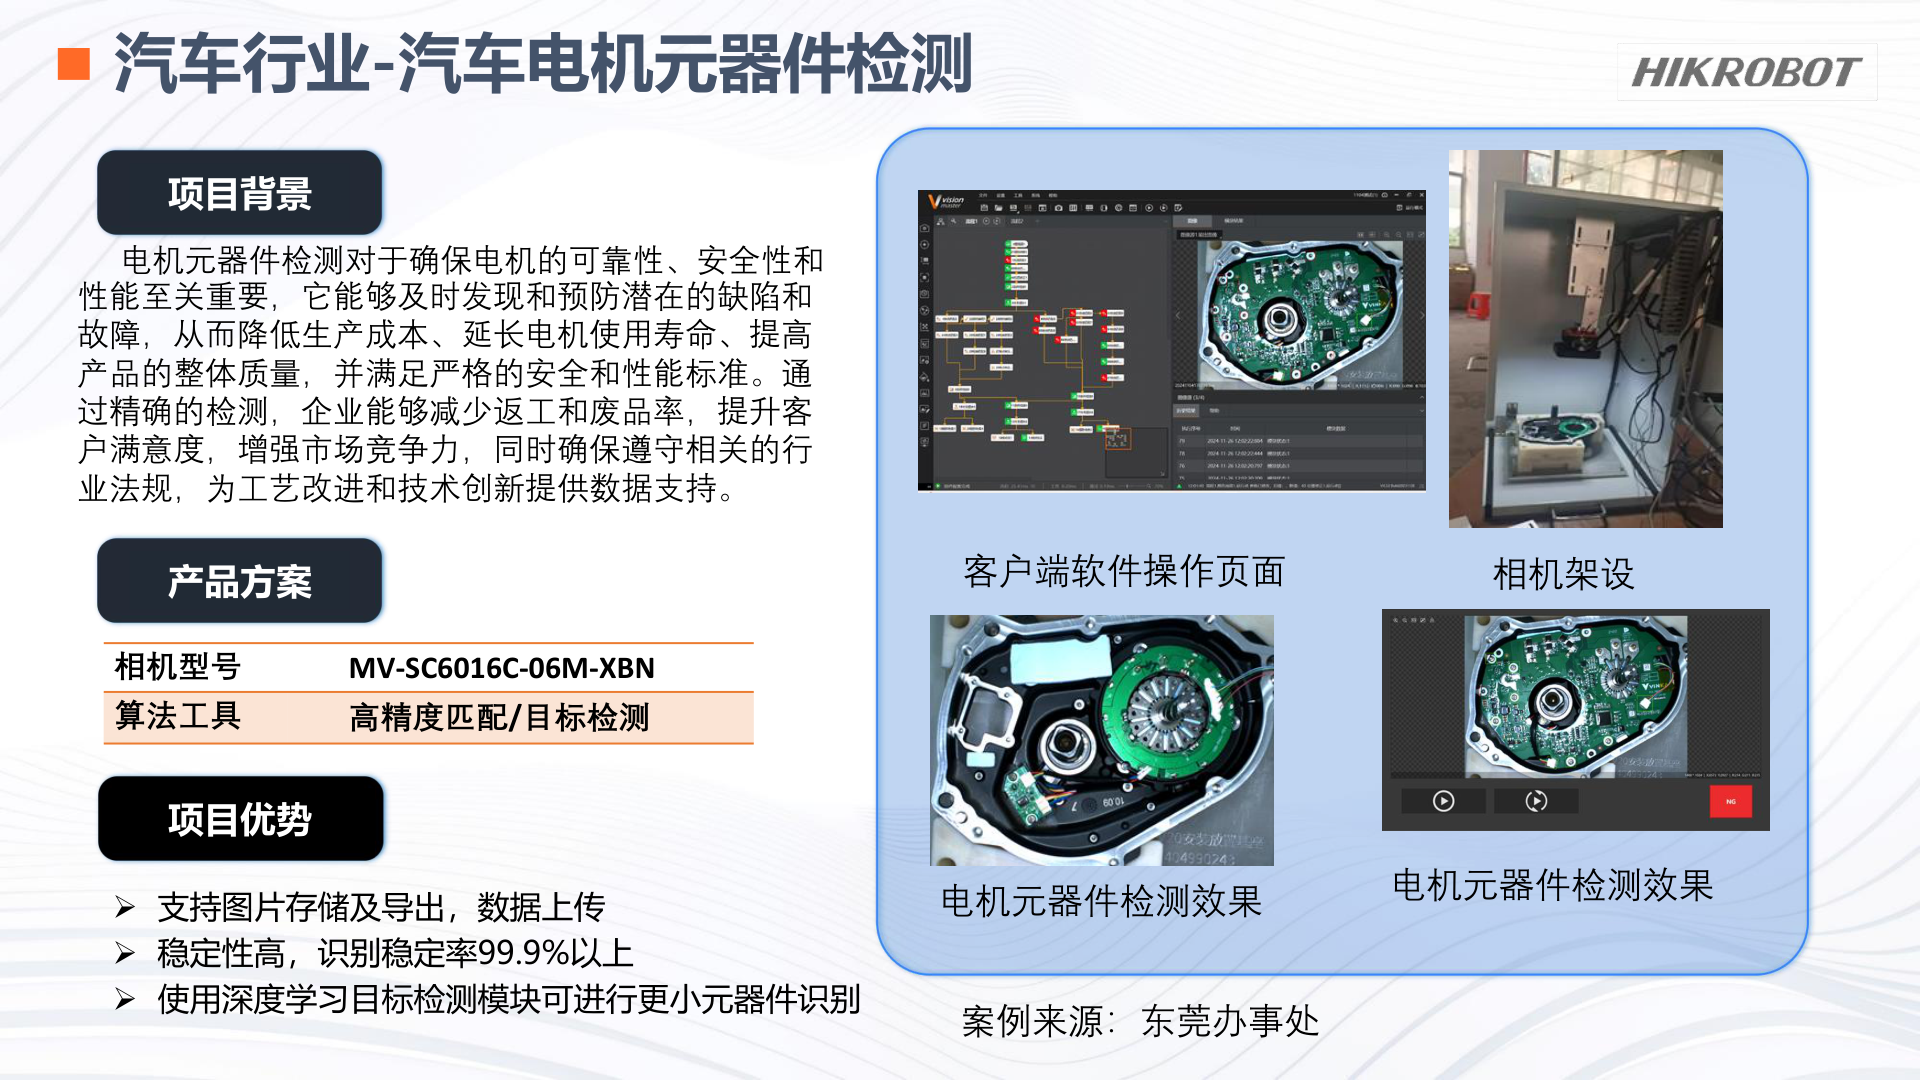 汽车行业-汽车电机元器件检测
HIKROBOT
项目背景
电机元器件检测对于确保电机的可靠性、安全性和
性能至关重要，它能够及时发现和预防潜在的缺陷和
故障，从而降低生产成本、延长电机使用寿命、提高
产品的整体质量，并满足严格的安全和性能标准。通
过精确的检测，企业能够减少返工和废品率，提升客
户满意度，增强市场竞争力，同时确保遵守相关的行
业法规，为工艺改进和技术创新提供数据支持。
产品方案
相机型号 MV-SC6016C-06M-XBN
算法工具 高精度匹配/目标检测
项目优势
➢ 支持图片存储及导出，数据上传
➢ 稳定性高，识别稳定率99.9%以上
➢ 使用深度学习目标检测模块可进行更小元器件识别
vision
master
客户端软件操作页面
相机架设
10.09
7
404990243
电机元器件检测效果
NG
电机元器件检测效果
案例来源：东莞办事处